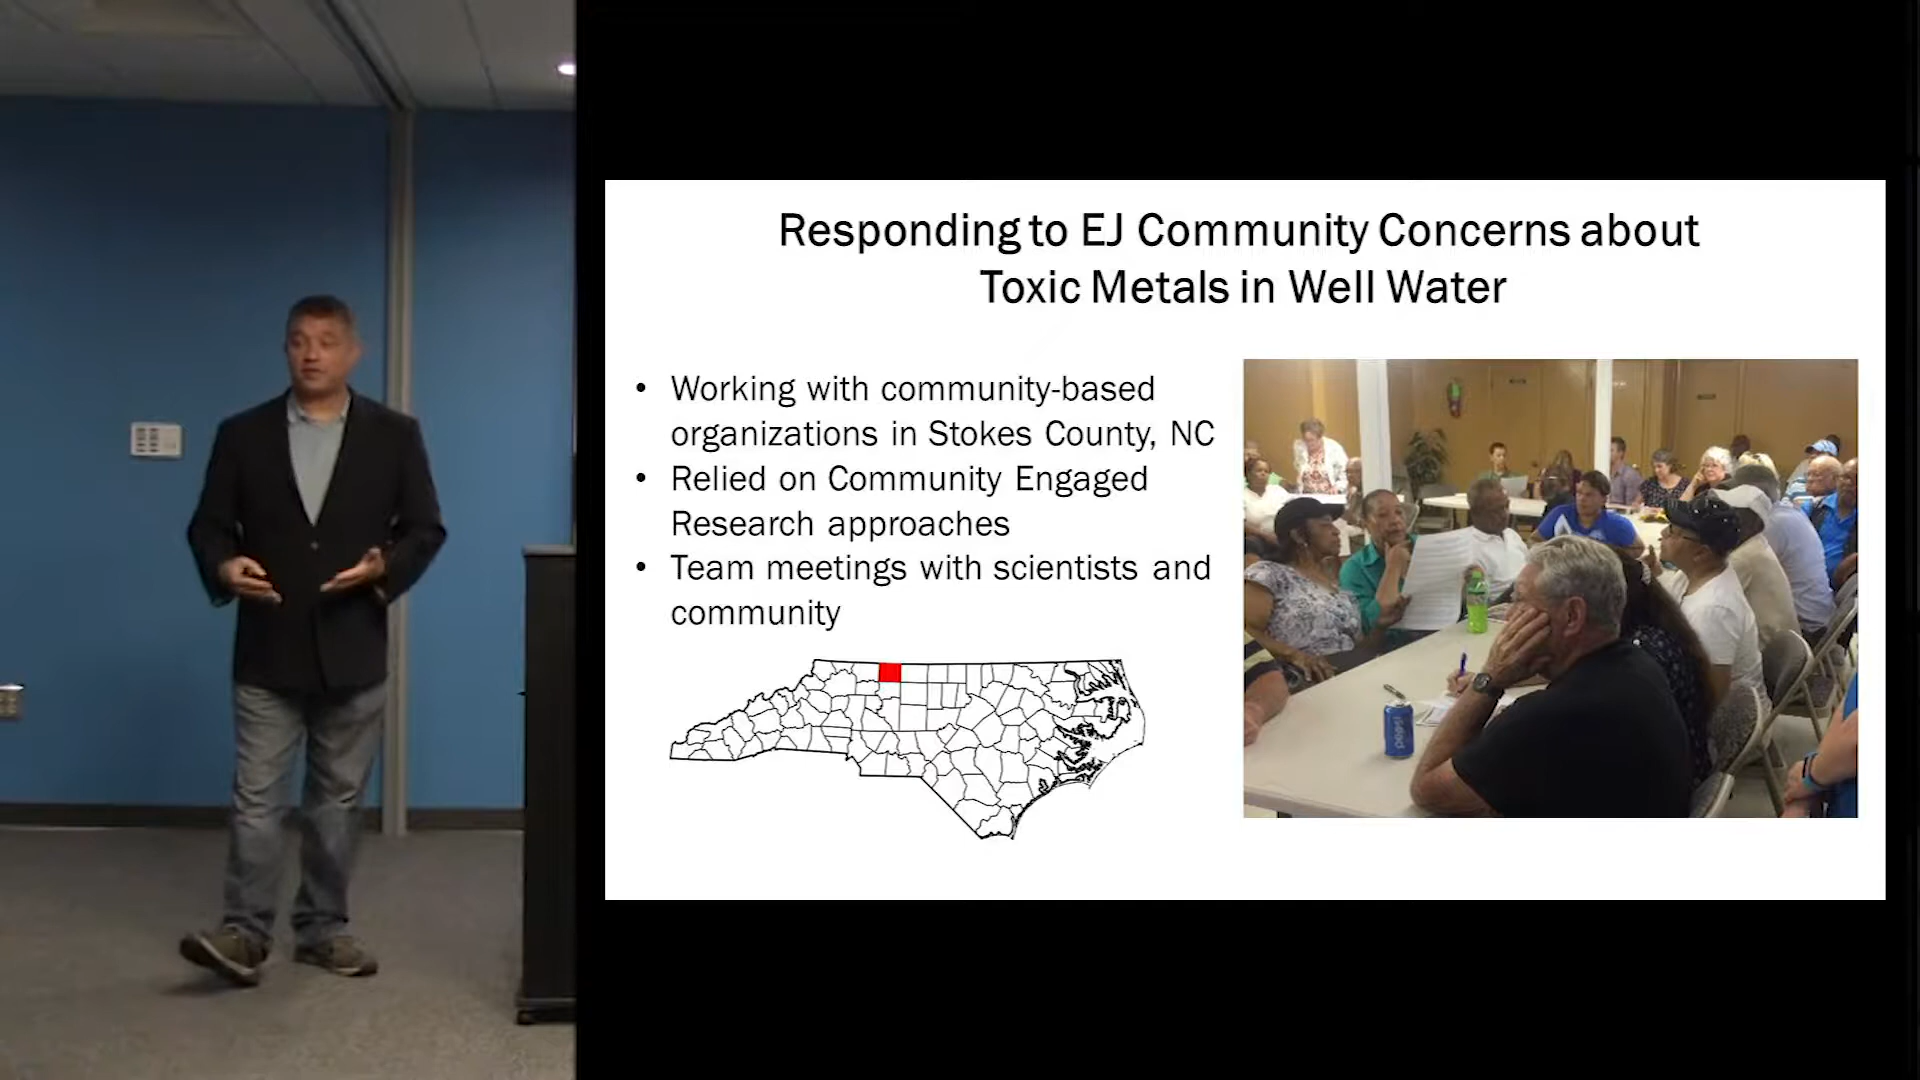 Responding to EJ Community Concerns about
Toxic Metals in Well Water
• Working with community-based
organizations in Stokes County, NC
• Relied on Community Engaged
Research approaches
• Team meetings with scientists and
community
pepsi